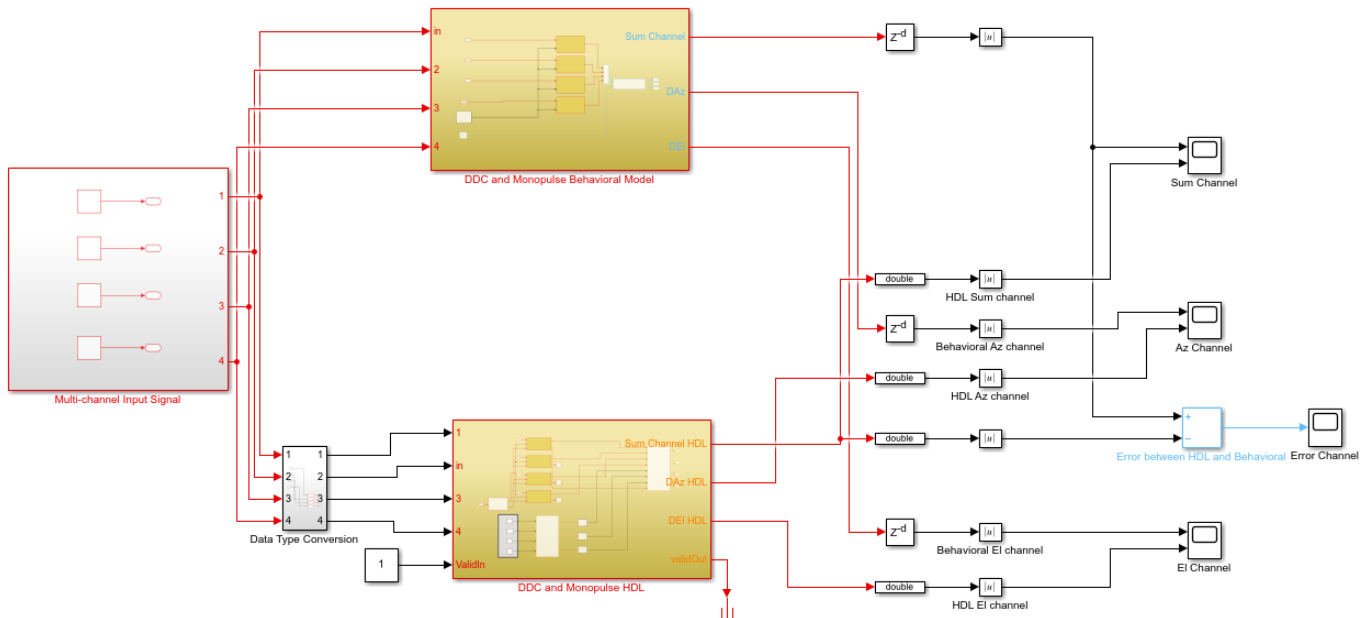 in
2
3
4
Sum Channel
DAz
DEl
DDC and Monopulse Behavioral Model
1
2
3
4
Multi-channel Input Signal
1
2
3
4
1
2
3
4
Data Type Conversion
1
1
in
3
4
ValidIn
Sum Channel HDL
DAz HDL
DEl HDL
validOut
DDC and Monopulse HDL
z-d
|u|
Sum Channel
double
|u|
HDL Sum channel
z-d
|u|
Behavioral Az channel
Az Channel
double
|u|
HDL Az channel
double
|u|
+
−
Error between HDL and Behavioral
Error Channel
z-d
|u|
Behavioral El channel
El Channel
double
|u|
HDL El channel